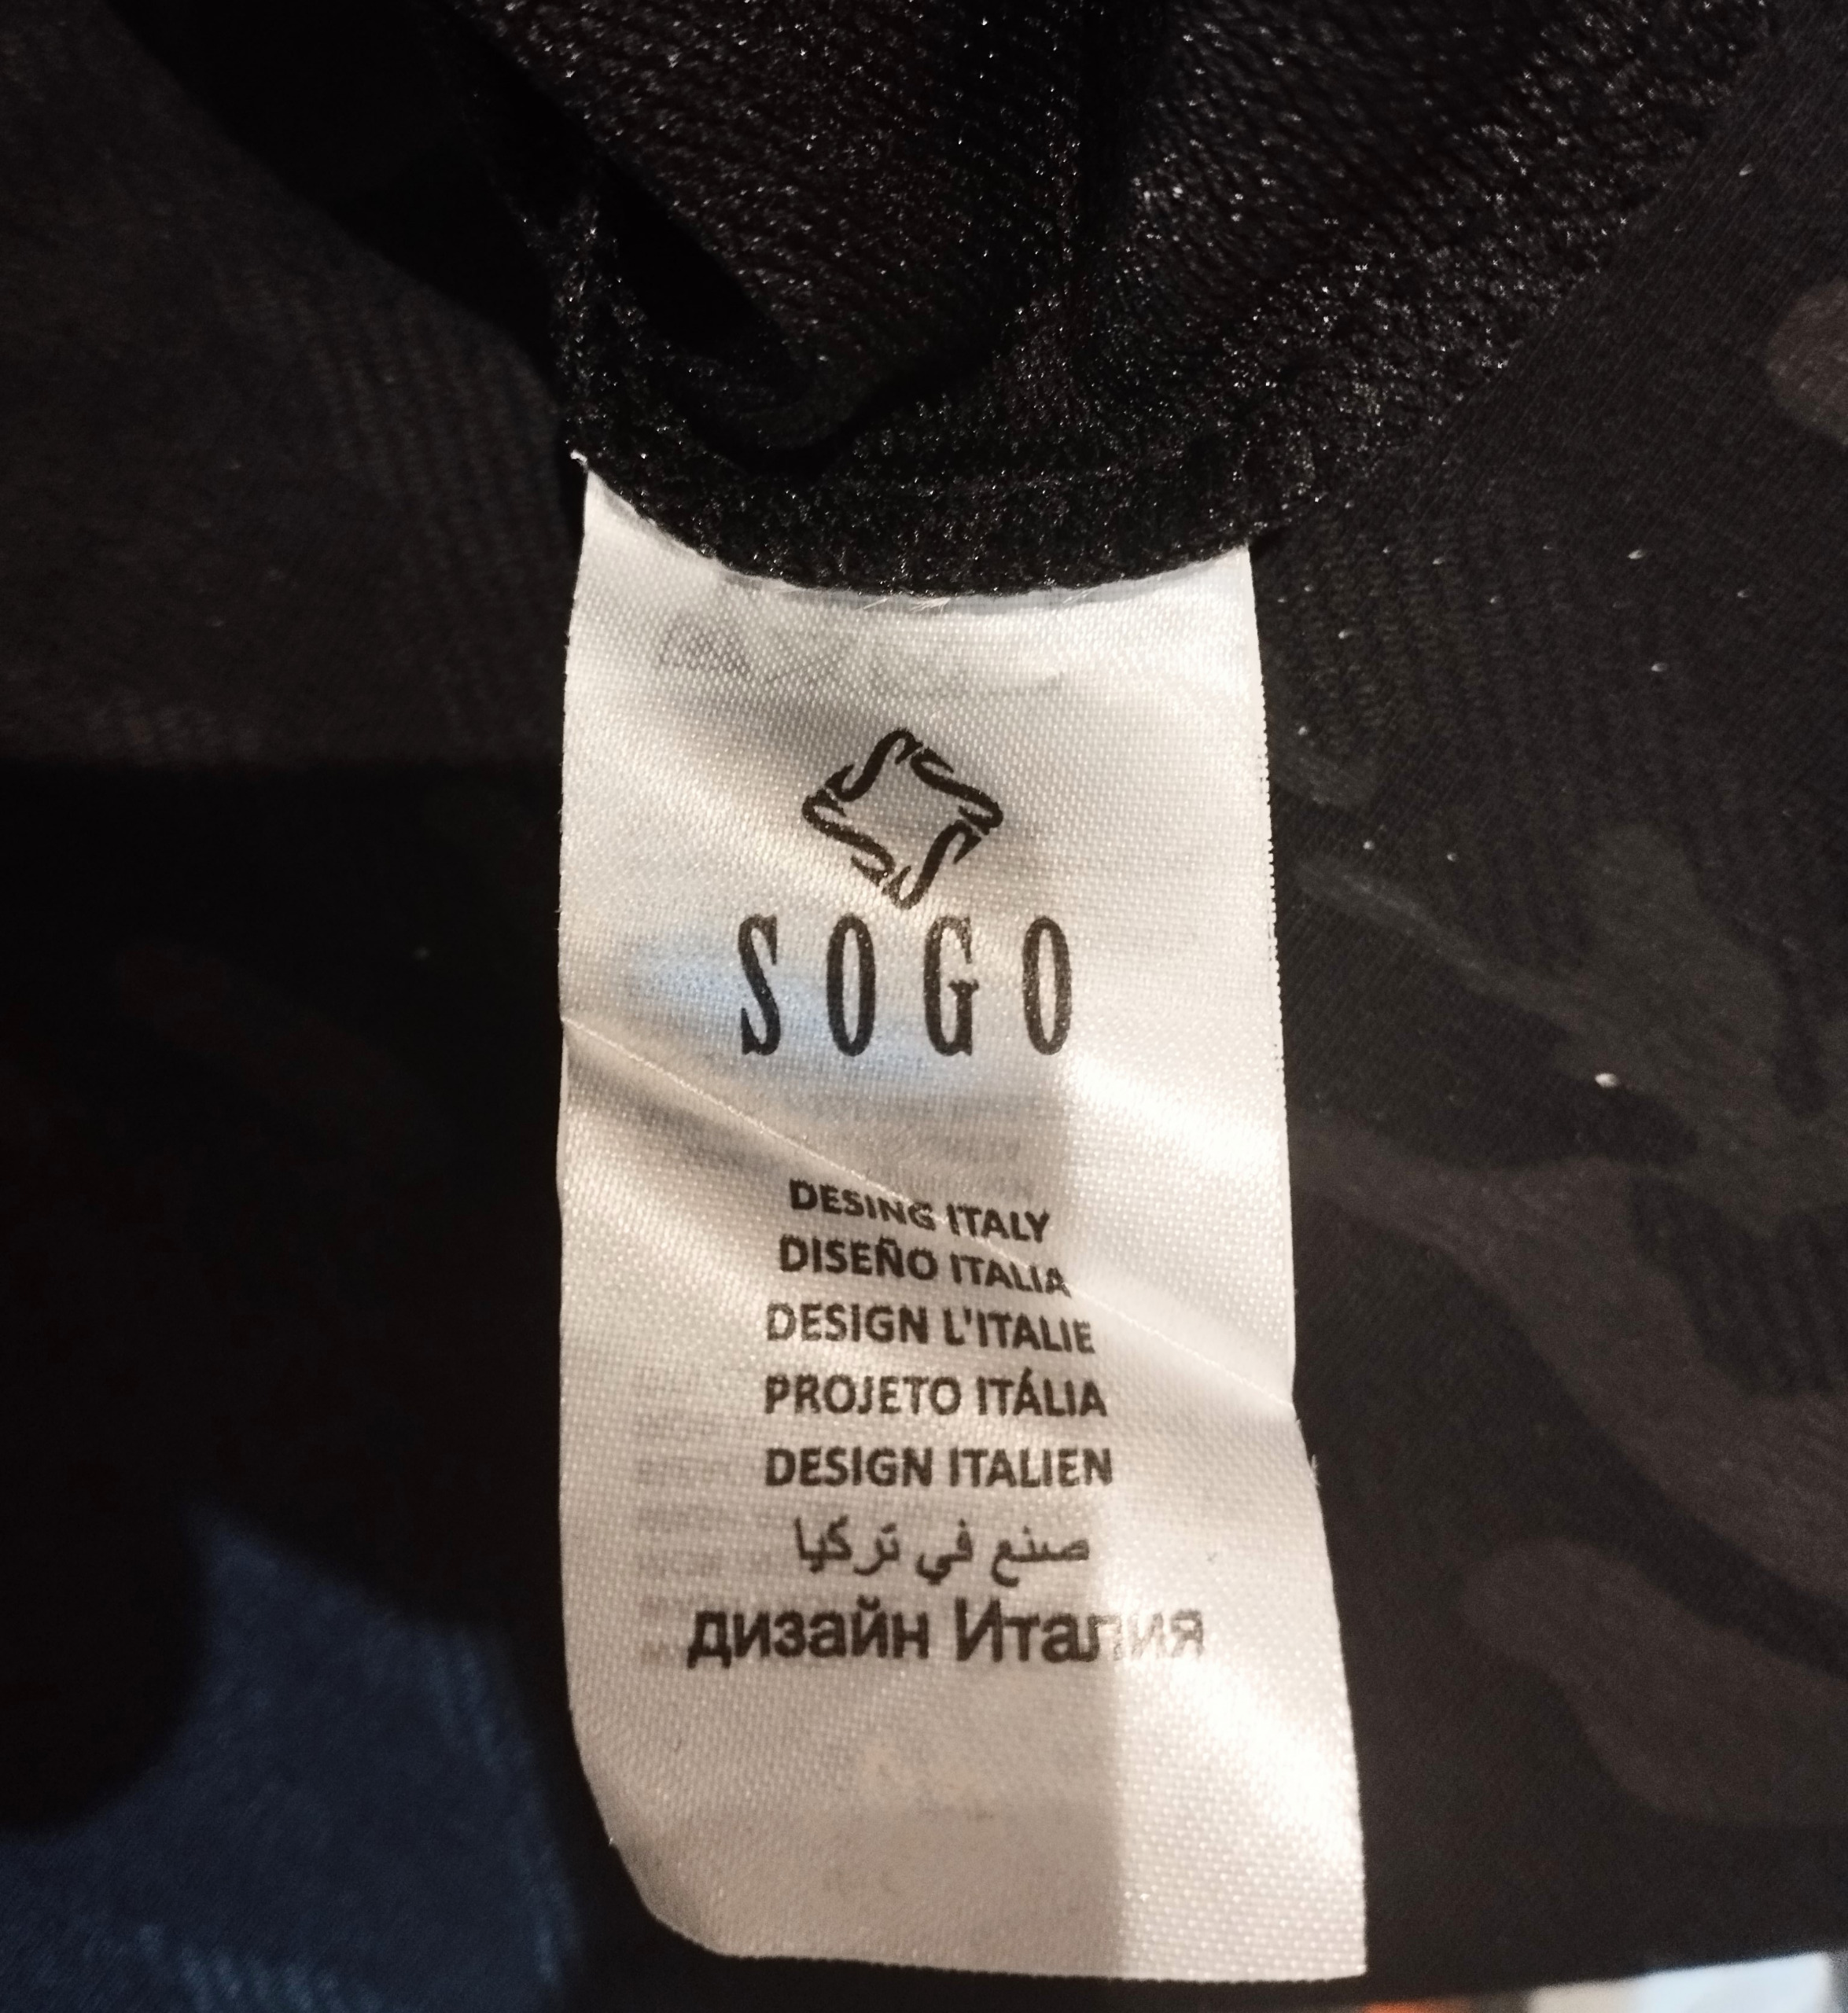 SOGO
DESING ITALY
DISEÑO ITALIA
DESIGN L'ITALIE
PROJETO ITÁLIA
DESIGN ITALIEN
صنع في تركيا
дизайн Италия